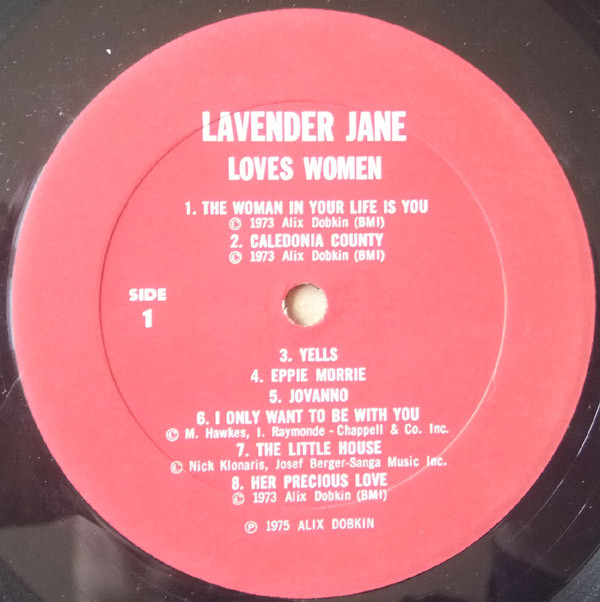 LAVENDER JANE
LOVES WOMEN
1. THE WOMAN IN YOUR LIFE IS YOU
© 1973 Alix Dobkin (BMI)
2. CALEDONIA COUNTY
© 1973 Alix Dobkin (BMI)
SIDE
1
3. YELLS
4. EPPIE MORRIE
5. JOVANNO
6. I ONLY WANT TO BE WITH YOU
© M. Hawkes, I. Raymonde - Chappell & Co. Inc.
7. THE LITTLE HOUSE
© Nick Klonaris, Josef Berger-Sanga Music Inc.
8. HER PRECIOUS LOVE
© 1973 Alix Dobkin (BMI)
℗ 1975 ALIX DOBKIN